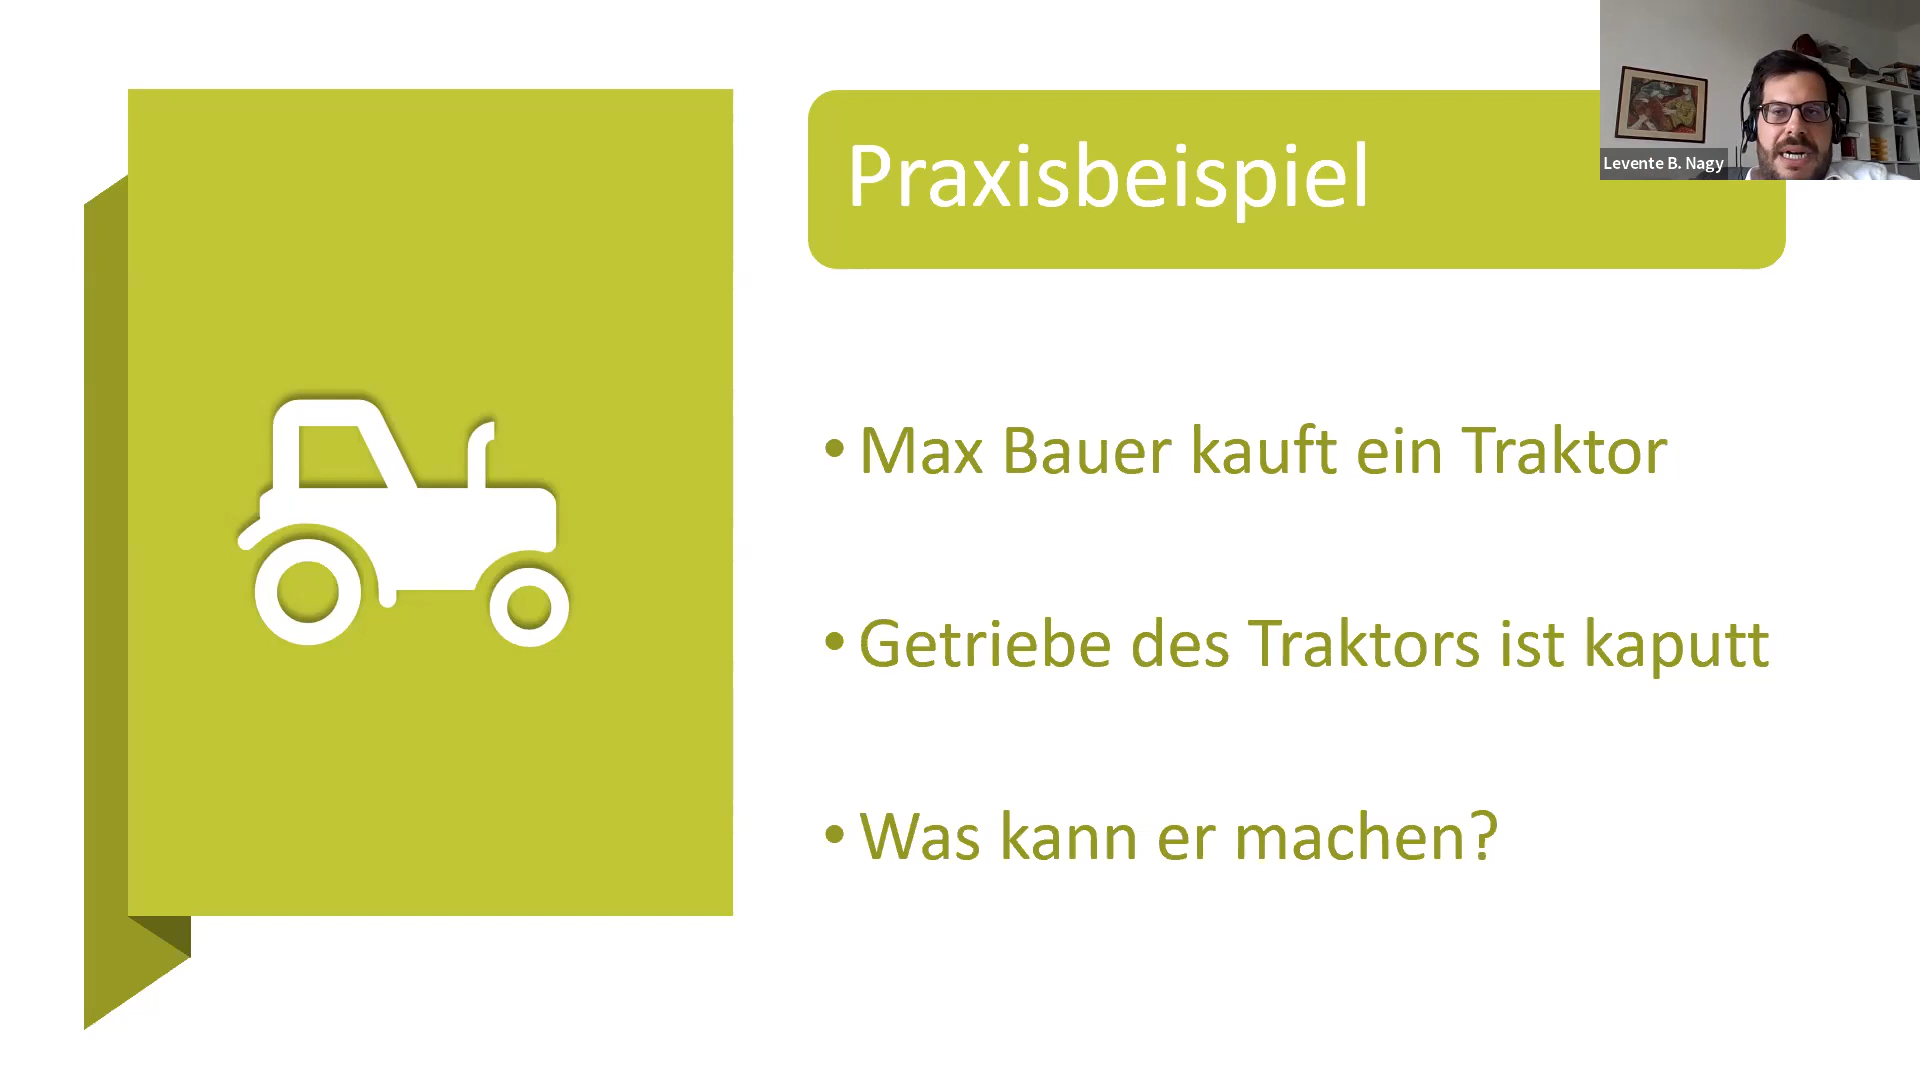 Praxisbeispiel
Levente B. Nagy
• Max Bauer kauft ein Traktor
• Getriebe des Traktors ist kaputt
• Was kann er machen?